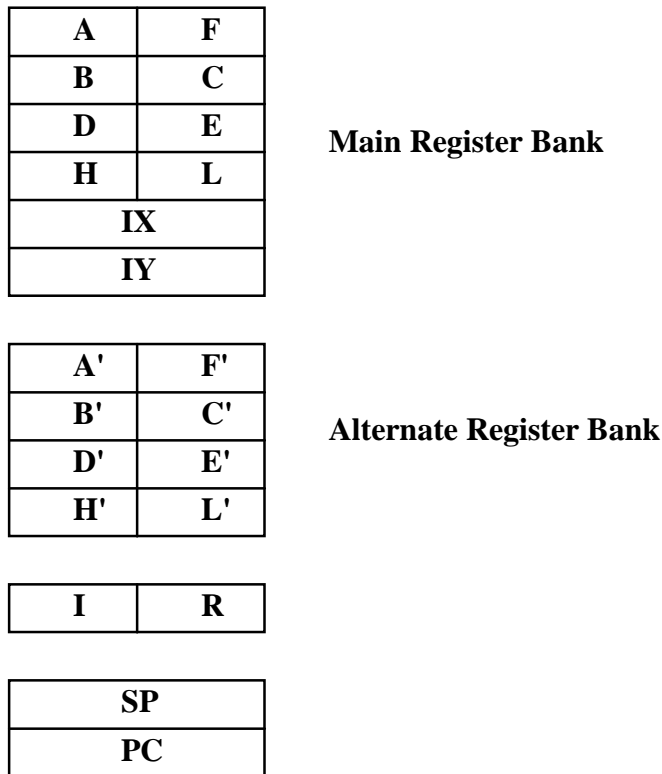 A F
B C
D E
H L
IX
IY
Main Register Bank
A' F'
B' C'
D' E'
H' L'
Alternate Register Bank
I R
SP
PC